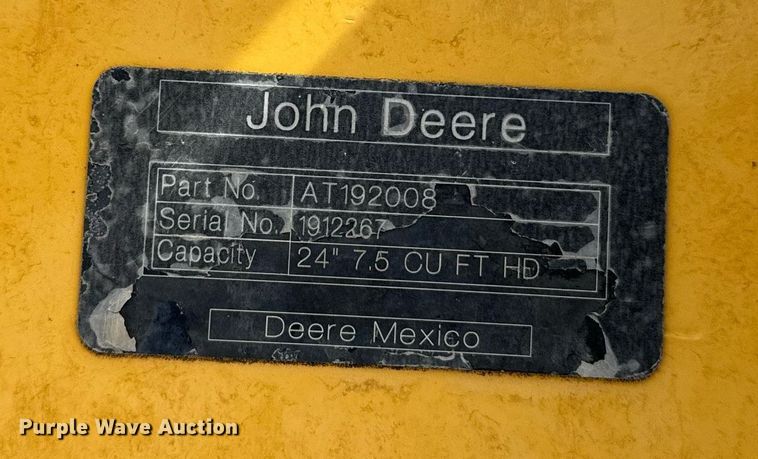 John Deere
Part No. AT192008
Serial No. 1912267
Capacity 24" 7.5 CU FT HD
Deere Mexico
Purple Wave Auction